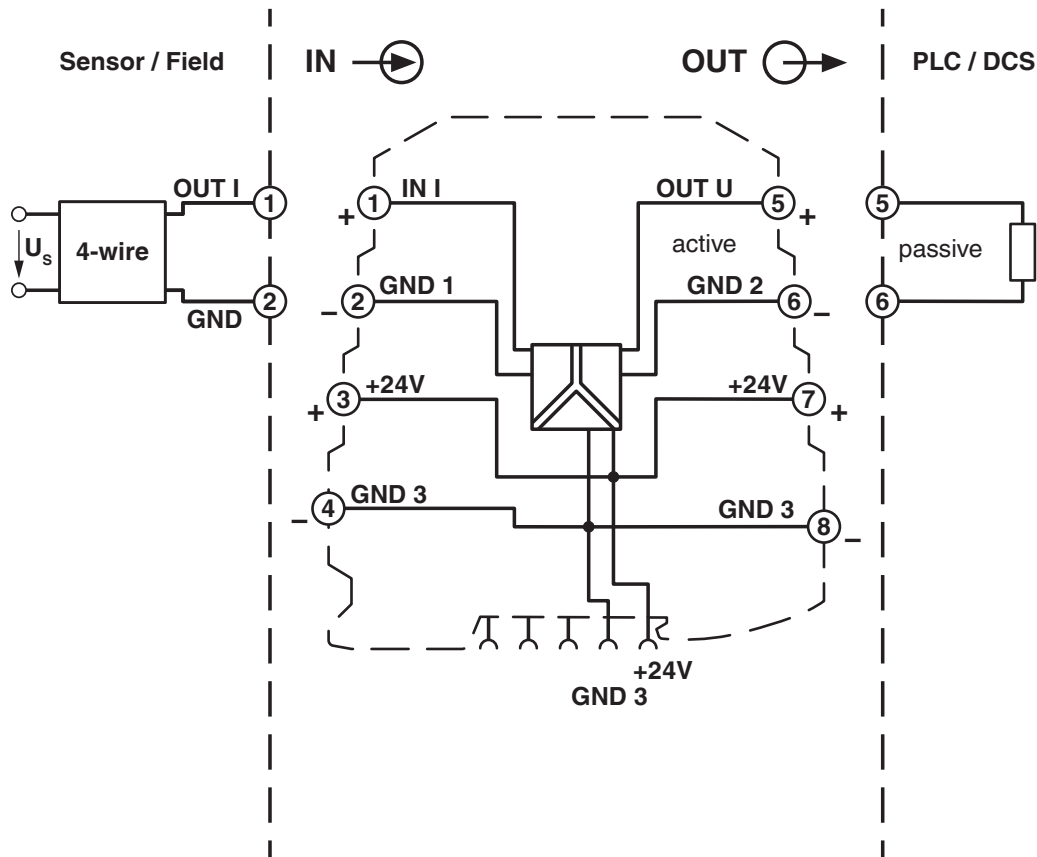 Sensor / Field
IN
OUT
PLC / DCS
OUT I
1
1
IN I
OUT U
5
5
+
+
Us
4-wire
active
passive
GND
2
2
GND 1
GND 2
6
6
–
–
3
+24V
+24V
7
+
+
4
GND 3
GND 3
8
–
–
+24V
GND 3